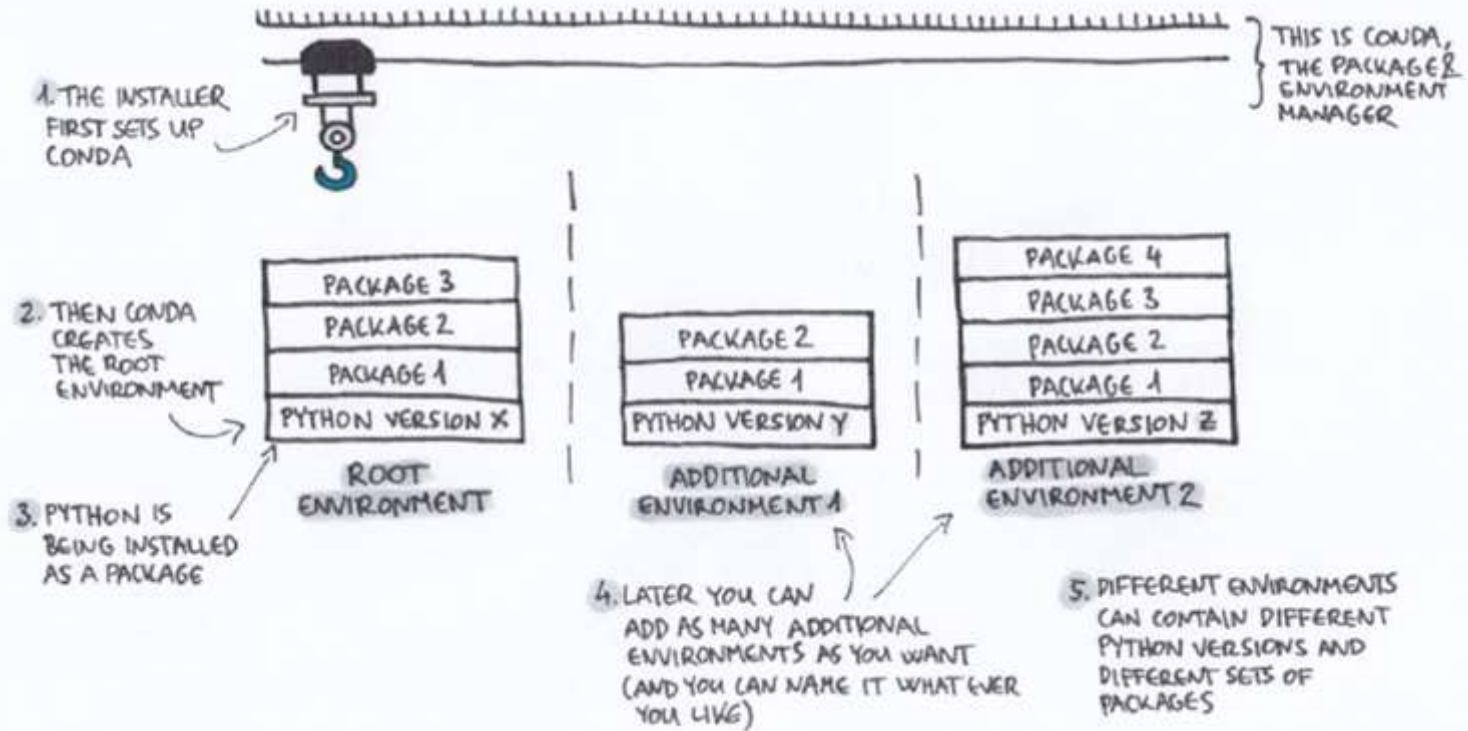 THIS IS CONDA,
THE PACKAGE &
ENVIRONMENT
MANAGER
1. THE INSTALLER
FIRST SETS UP
CONDA
2. THEN CONDA
CREATES
THE ROOT
ENVIRONMENT
3. PYTHON IS
BEING INSTALLED
AS A PACKAGE
PACKAGE 3
PACKAGE 2
PACKAGE 1
PYTHON VERSION X
ROOT
ENVIRONMENT
PACKAGE 2
PACKAGE 1
PYTHON VERSION Y
ADDITIONAL
ENVIRONMENT 1
PACKAGE 4
PACKAGE 3
PACKAGE 2
PACKAGE 1
PYTHON VERSION Z
ADDITIONAL
ENVIRONMENT 2
4. LATER YOU CAN
ADD AS MANY ADDITIONAL
ENVIRONMENTS AS YOU WANT
(AND YOU CAN NAME IT WHAT EVER
YOU LIKE)
5. DIFFERENT ENVIRONMENTS
CAN CONTAIN DIFFERENT
PYTHON VERSIONS AND
DIFFERENT SETS OF
PACKAGES